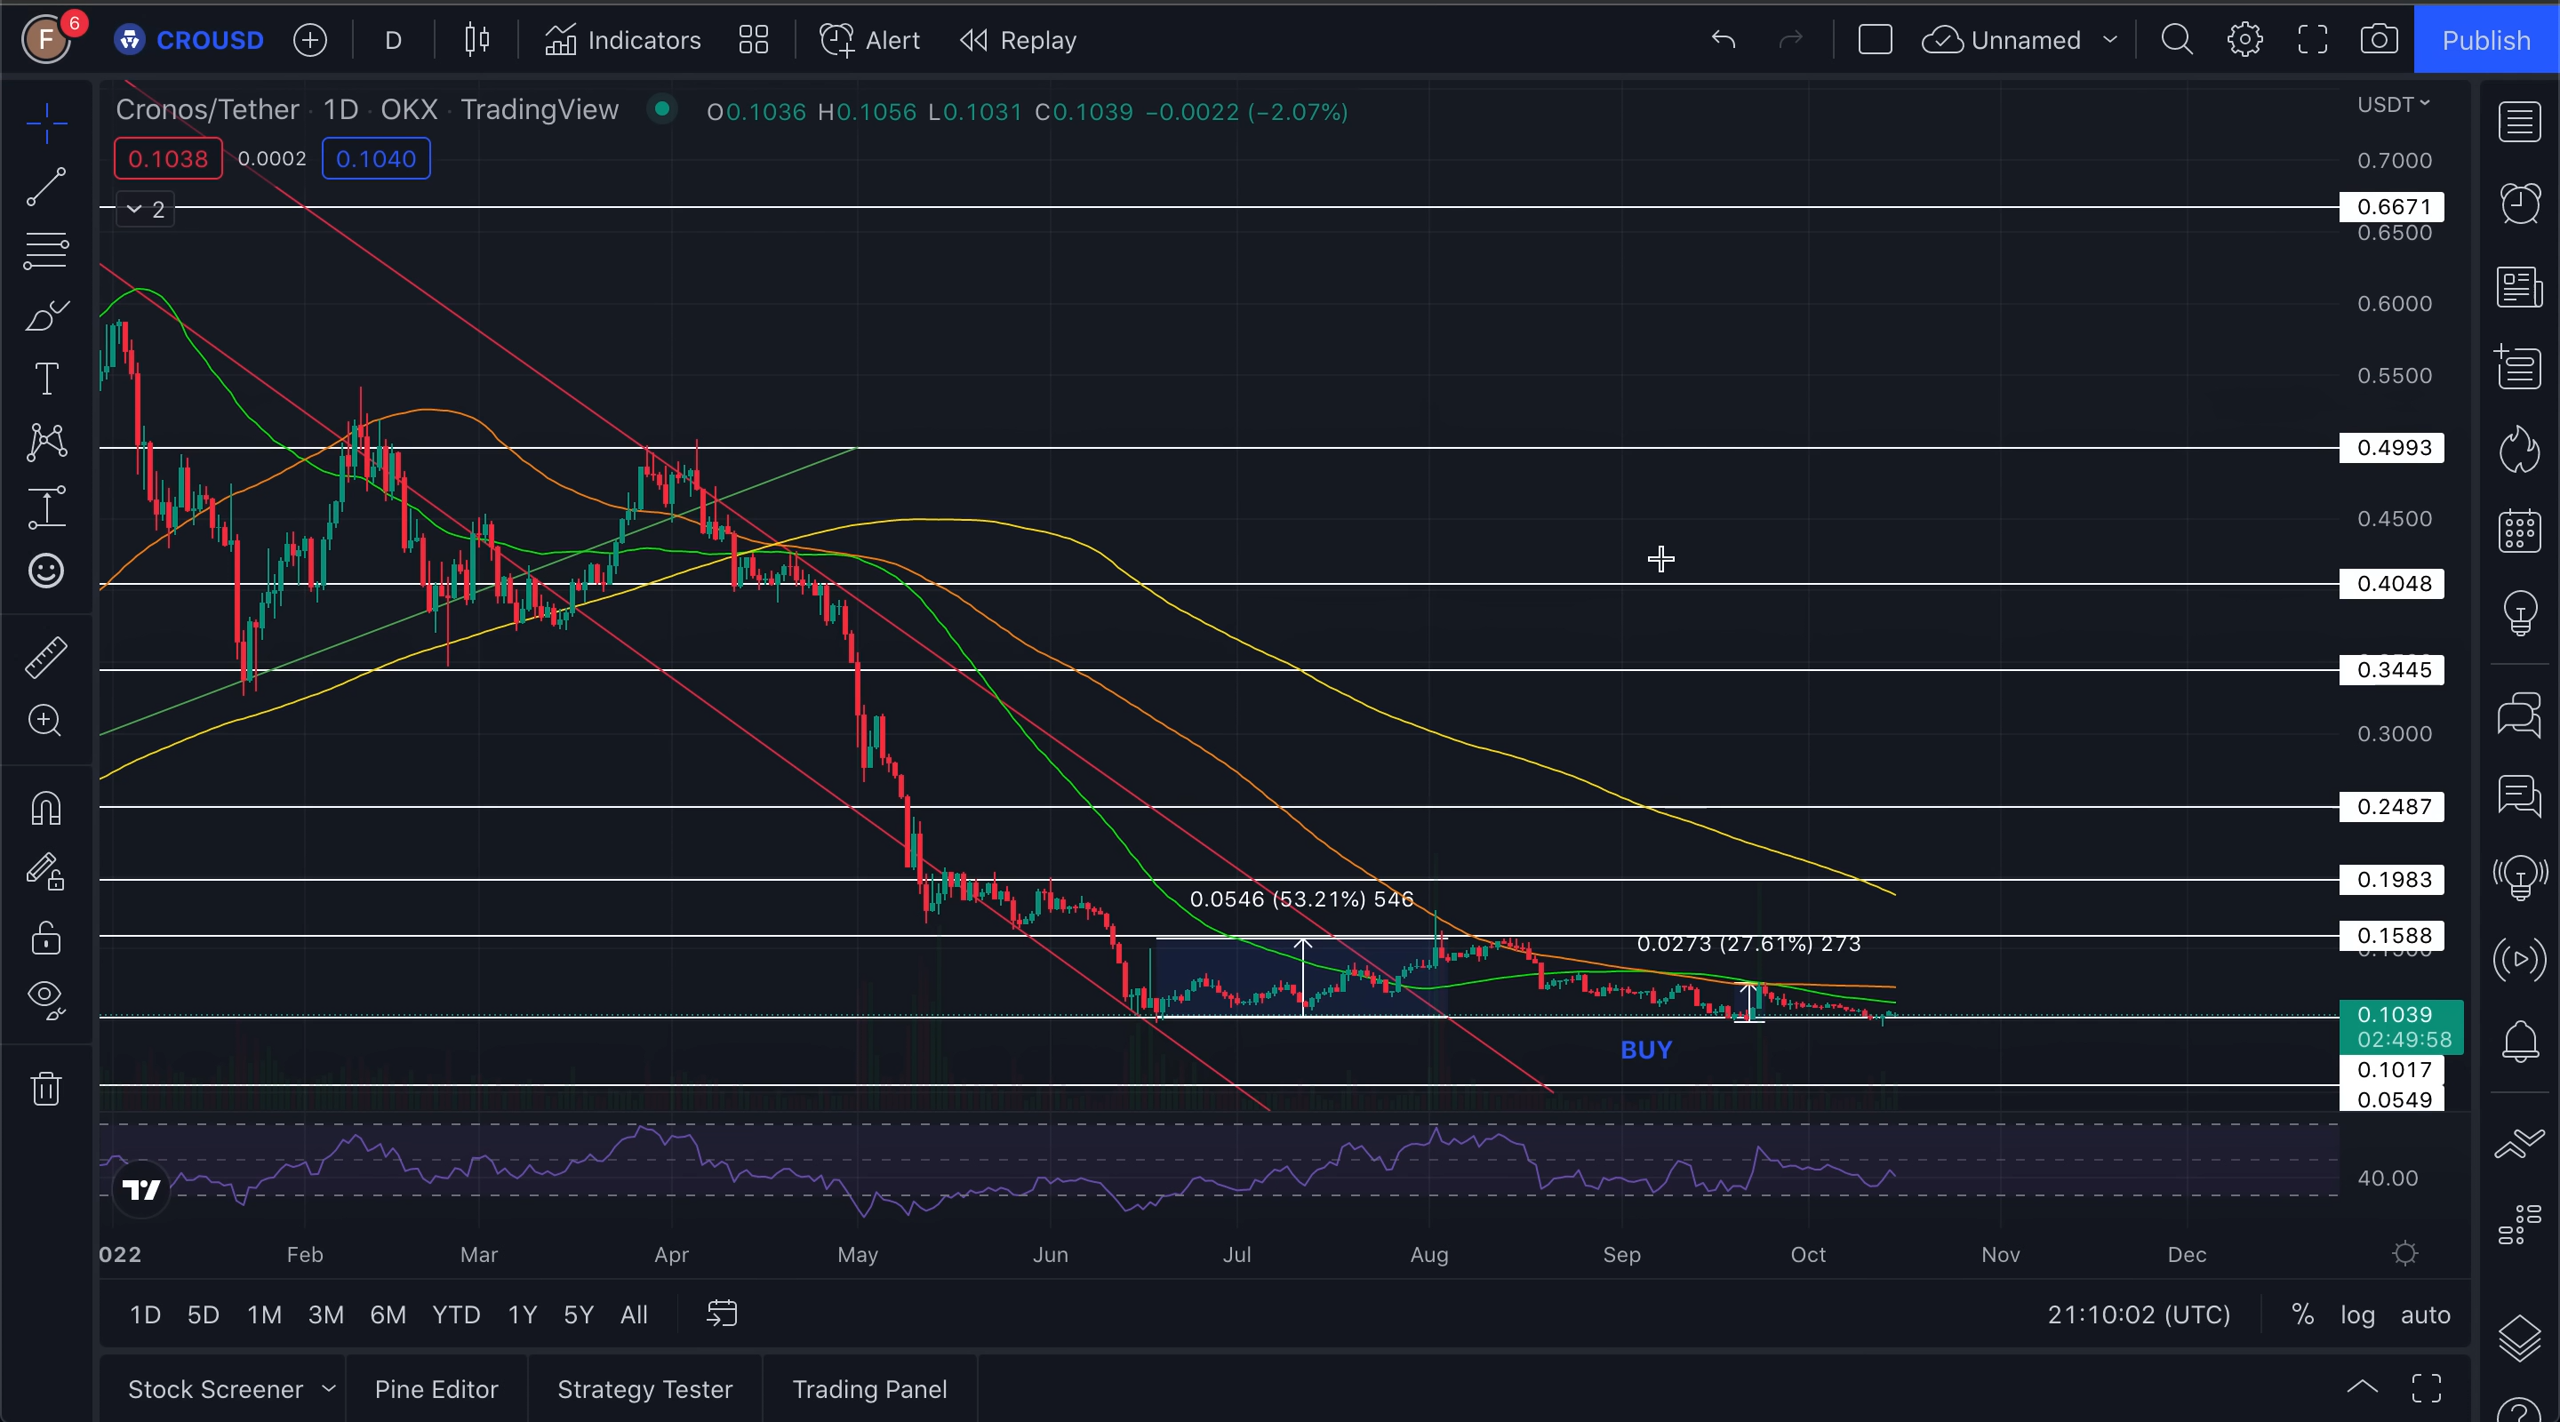 F 6 CROUSD D Indicators Alert Replay Unnamed Publish
Cronos/Tether · 1D · OKX · TradingView O0.1036 H0.1056 L0.1031 C0.1039 −0.0022 (−2.07%)
USDT
0.1038 0.0002 0.1040
2
0.7000
0.6671
0.6500
0.6000
0.5500
0.4993
0.4500
0.4048
0.3445
0.3000
0.2487
0.1983
0.1588
0.1039
02:49:58
0.1017
0.0549
0.0546 (53.21%) 546
0.0273 (27.61%) 273
BUY
40.00
022 Feb Mar Apr May Jun Jul Aug Sep Oct Nov Dec
1D 5D 1M 3M 6M YTD 1Y 5Y All 21:10:02 (UTC) % log auto
Stock Screener Pine Editor Strategy Tester Trading Panel